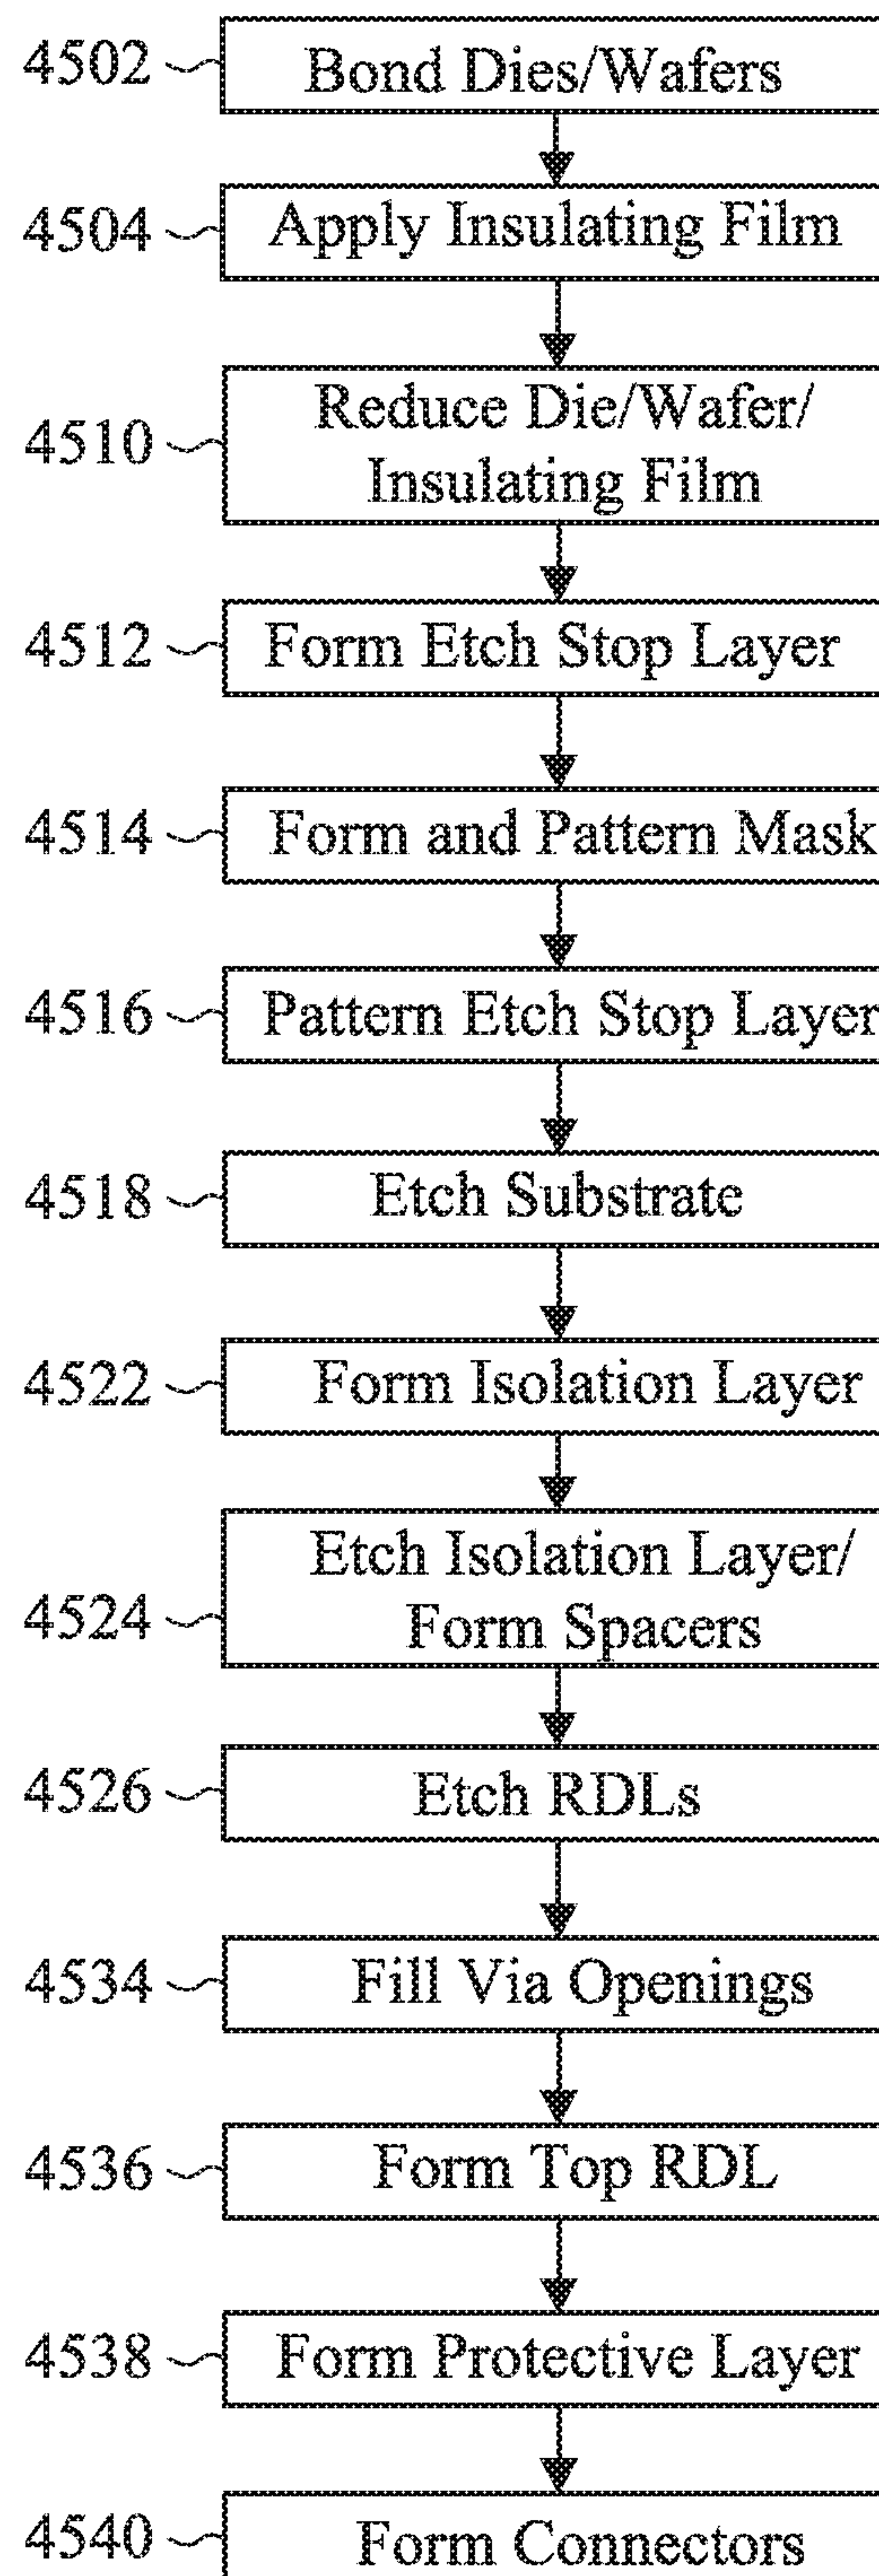 4502 Bond Dies/Wafers
4504 Apply Insulating Film
Reduce Die/Wafer/
4510 Insulating Film
4512 Form Etch Stop Layer
4514 Form and Pattern Mask
4516 Pattern Etch Stop Layer
4518 Etch Substrate
4522 Form Isolation Layer
Etch Isolation Layer/
4524 Form Spacers
4526 Etch RDLs
4534 Fill Via Openings
4536 Form Top RDL
4538 Form Protective Layer
4540 Form Connectors